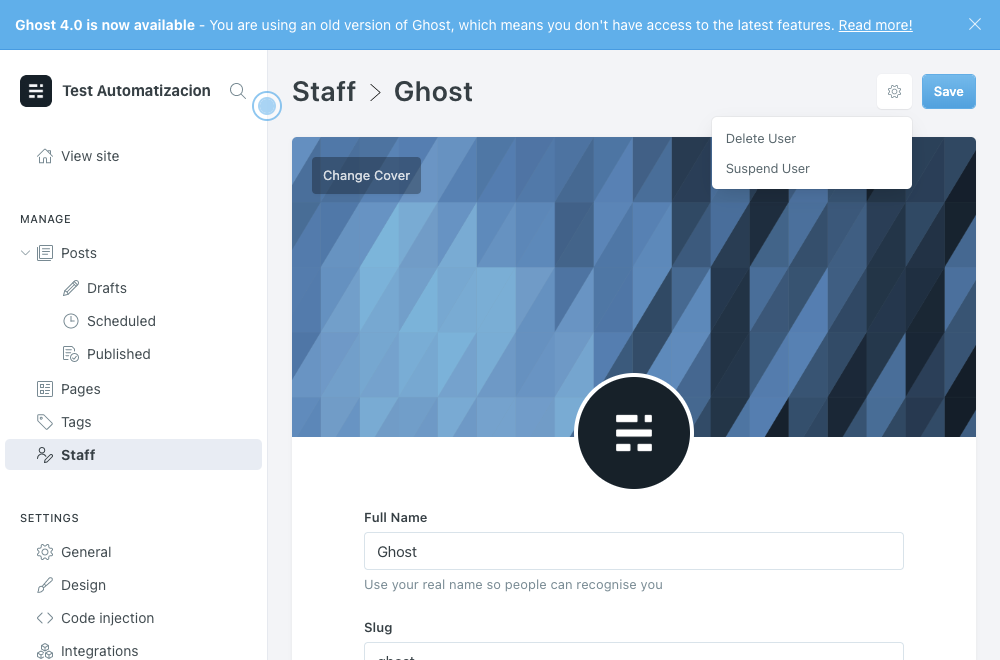 Ghost 4.0 is now available - You are using an old version of Ghost, which means you don't have access to the latest features. Read more!
Test Automatizacion
View site
MANAGE
Posts
Drafts
Scheduled
Published
Pages
Tags
Staff
SETTINGS
General
Design
Code injection
Integrations
Staff > Ghost
Save
Delete User
Suspend User
Change Cover
Full Name
Ghost
Use your real name so people can recognise you
Slug
ghost